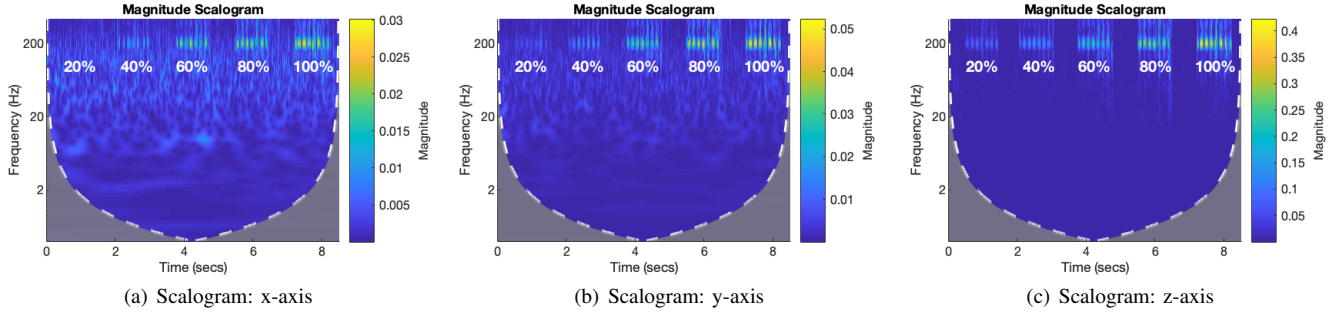 Magnitude Scalogram
200
20
2
Frequency (Hz)
20% 40% 60% 80% 100%
0 2 4 6 8
Time (secs)
0.03
0.025
0.02
0.015
0.01
0.005
Magnitude
(a) Scalogram: x-axis
Magnitude Scalogram
200
20
2
Frequency (Hz)
20% 40% 60% 80% 100%
0 2 4 6 8
Time (secs)
0.05
0.04
0.03
0.02
0.01
Magnitude
(b) Scalogram: y-axis
Magnitude Scalogram
200
20
2
Frequency (Hz)
20% 40% 60% 80% 100%
0 2 4 6 8
Time (secs)
0.4
0.35
0.3
0.25
0.2
0.15
0.1
0.05
Magnitude
(c) Scalogram: z-axis